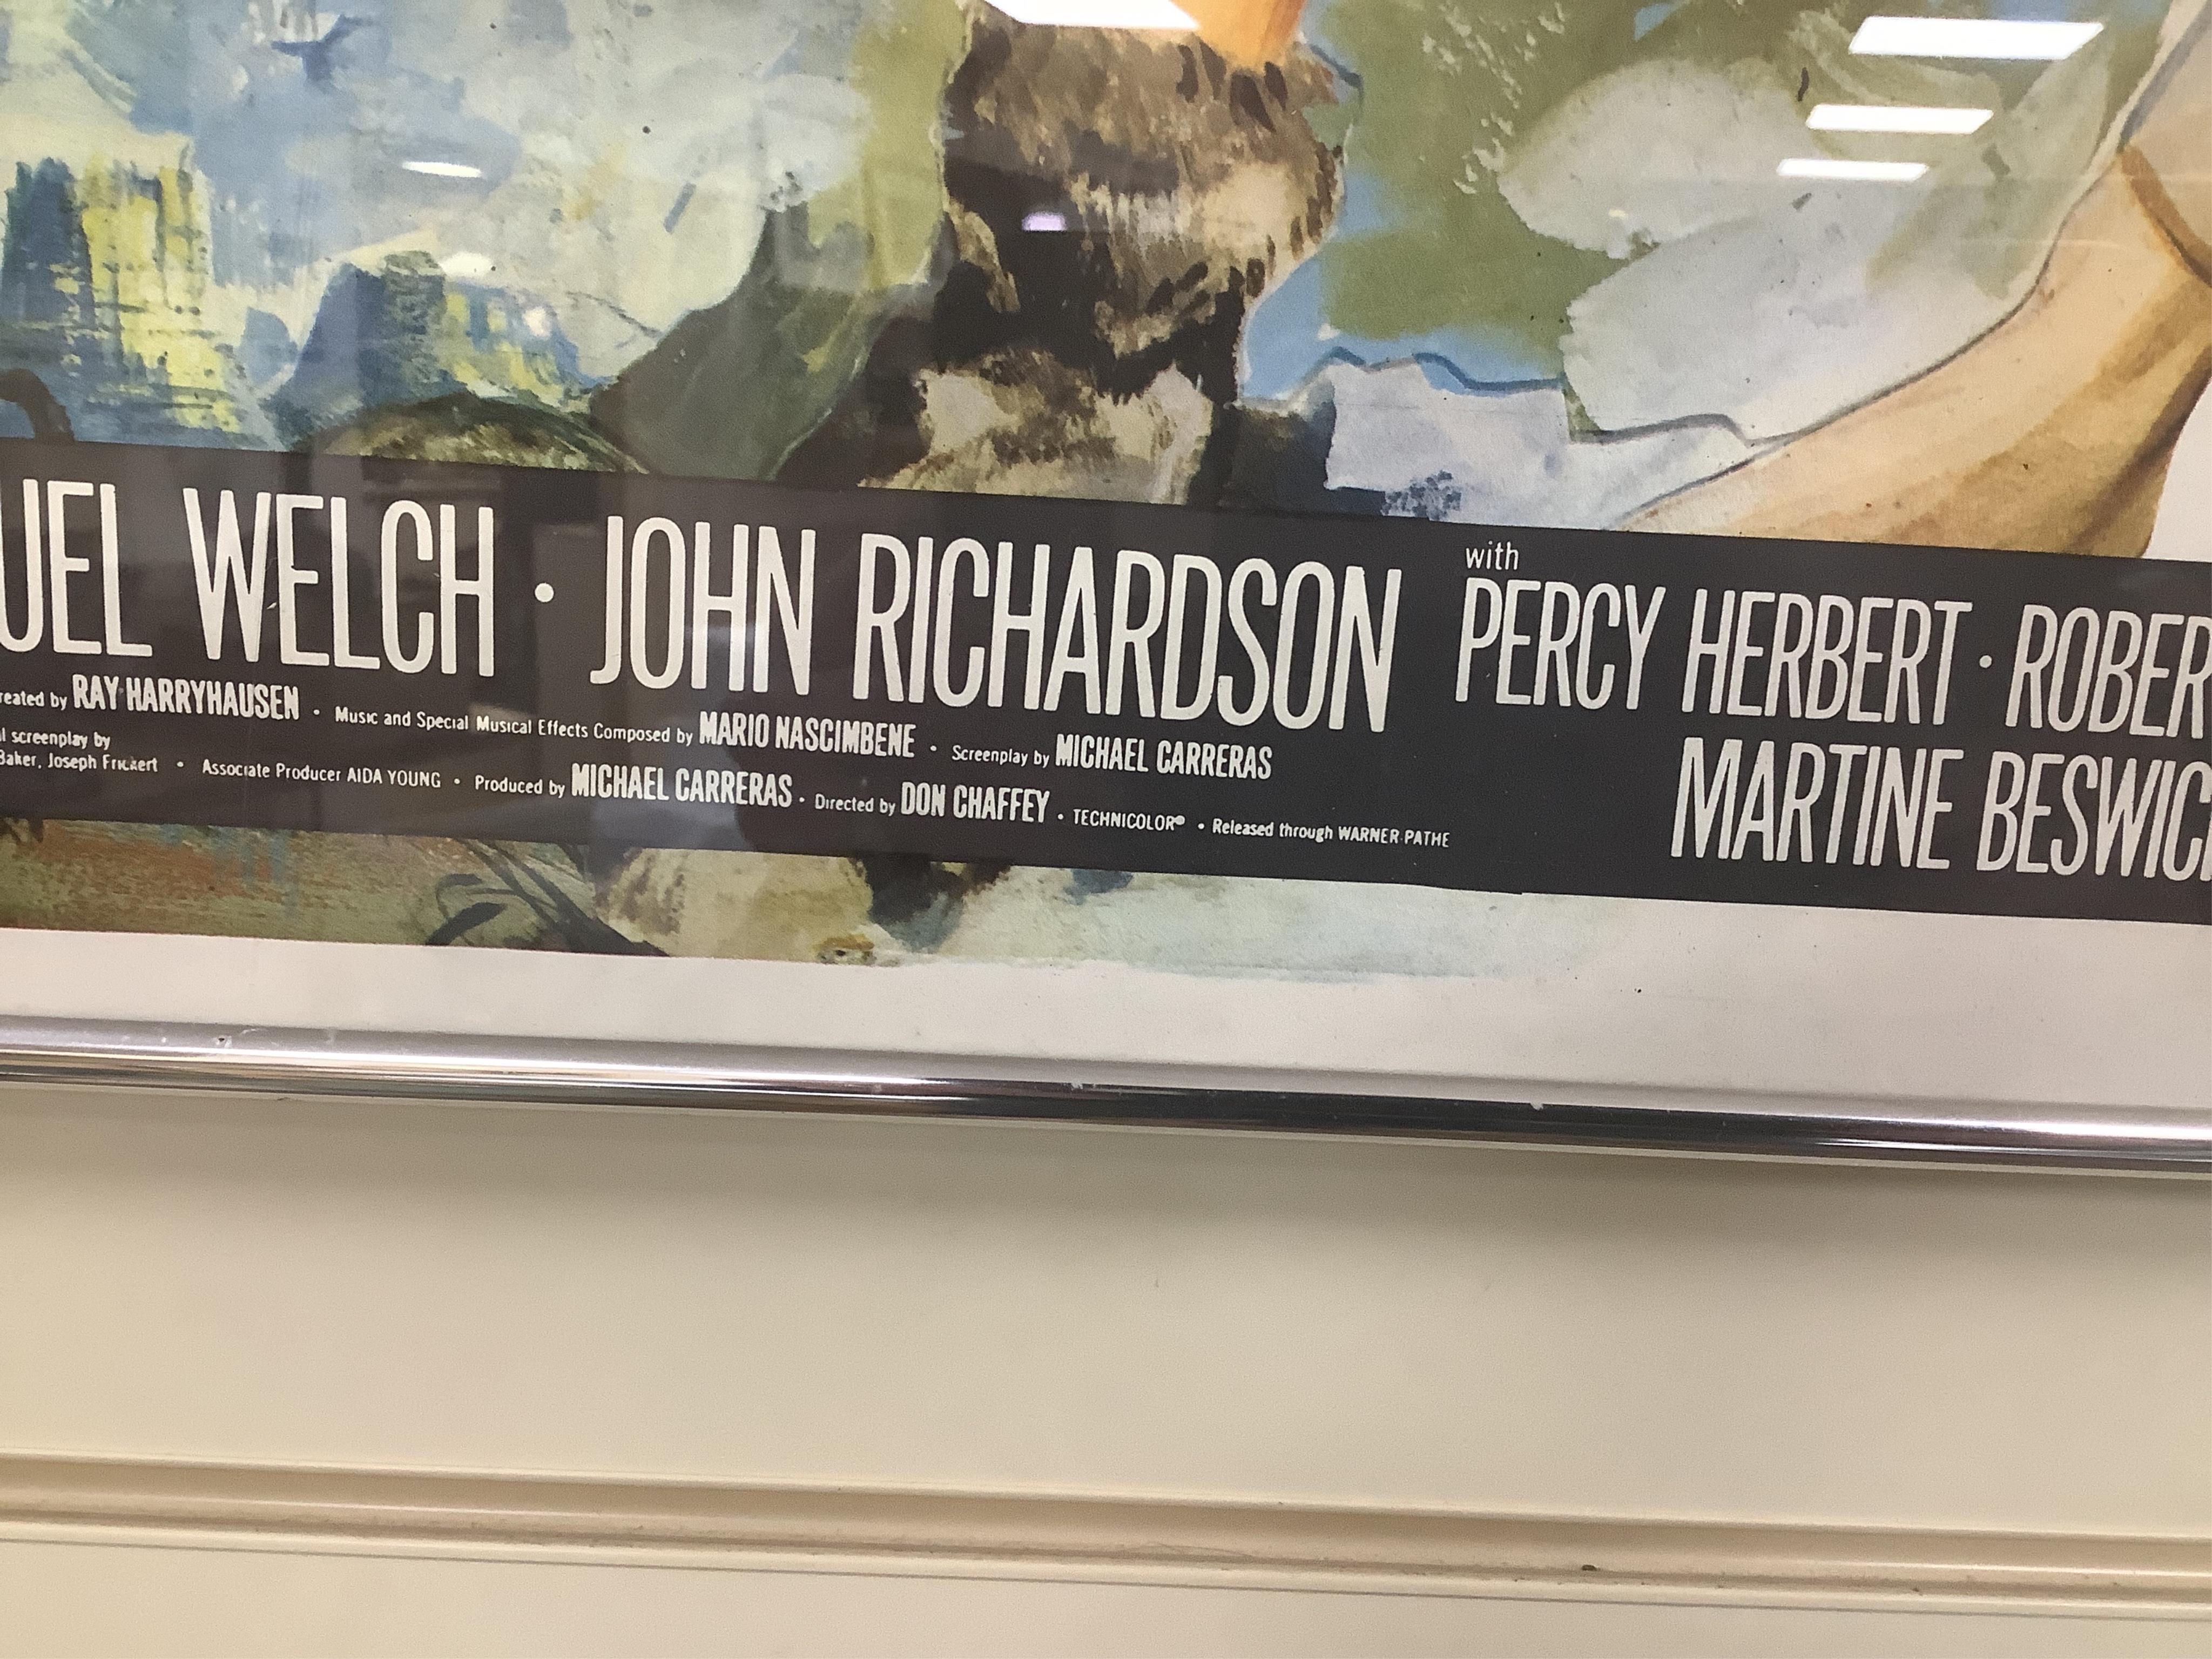 UEL WELCH · JOHN RICHARDSON
with
PERCY HERBERT · ROBER
MARTINE BESWIC
reated by RAY HARRYHAUSEN · Music and Special Musical Effects Composed by MARIO NASCIMBENE · Screenplay by MICHAEL CARRERAS
l screenplay by
Baker, Joseph Frickert · Associate Producer AIDA YOUNG · Produced by MICHAEL CARRERAS · Directed by DON CHAFFEY · TECHNICOLOR® · Released through WARNER-PATHE